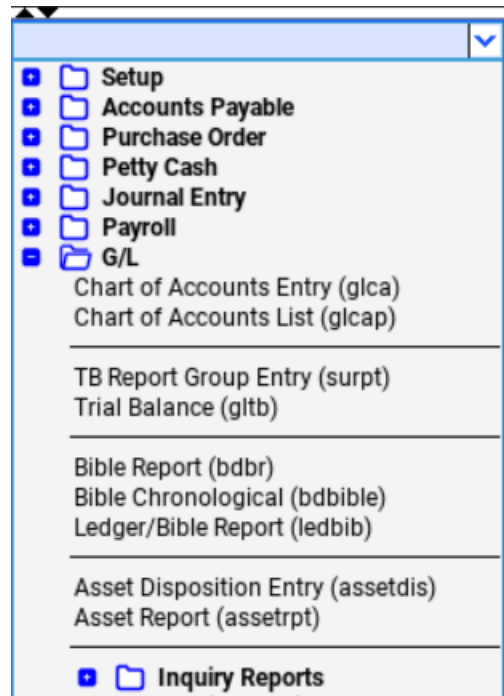 Setup
Accounts Payable
Purchase Order
Petty Cash
Journal Entry
Payroll
G/L
Chart of Accounts Entry (glca)
Chart of Accounts List (glcap)
TB Report Group Entry (surpt)
Trial Balance (gltb)
Bible Report (bdbr)
Bible Chronological (bdbible)
Ledger/Bible Report (ledbib)
Asset Disposition Entry (assetdis)
Asset Report (assetrpt)
Inquiry Reports